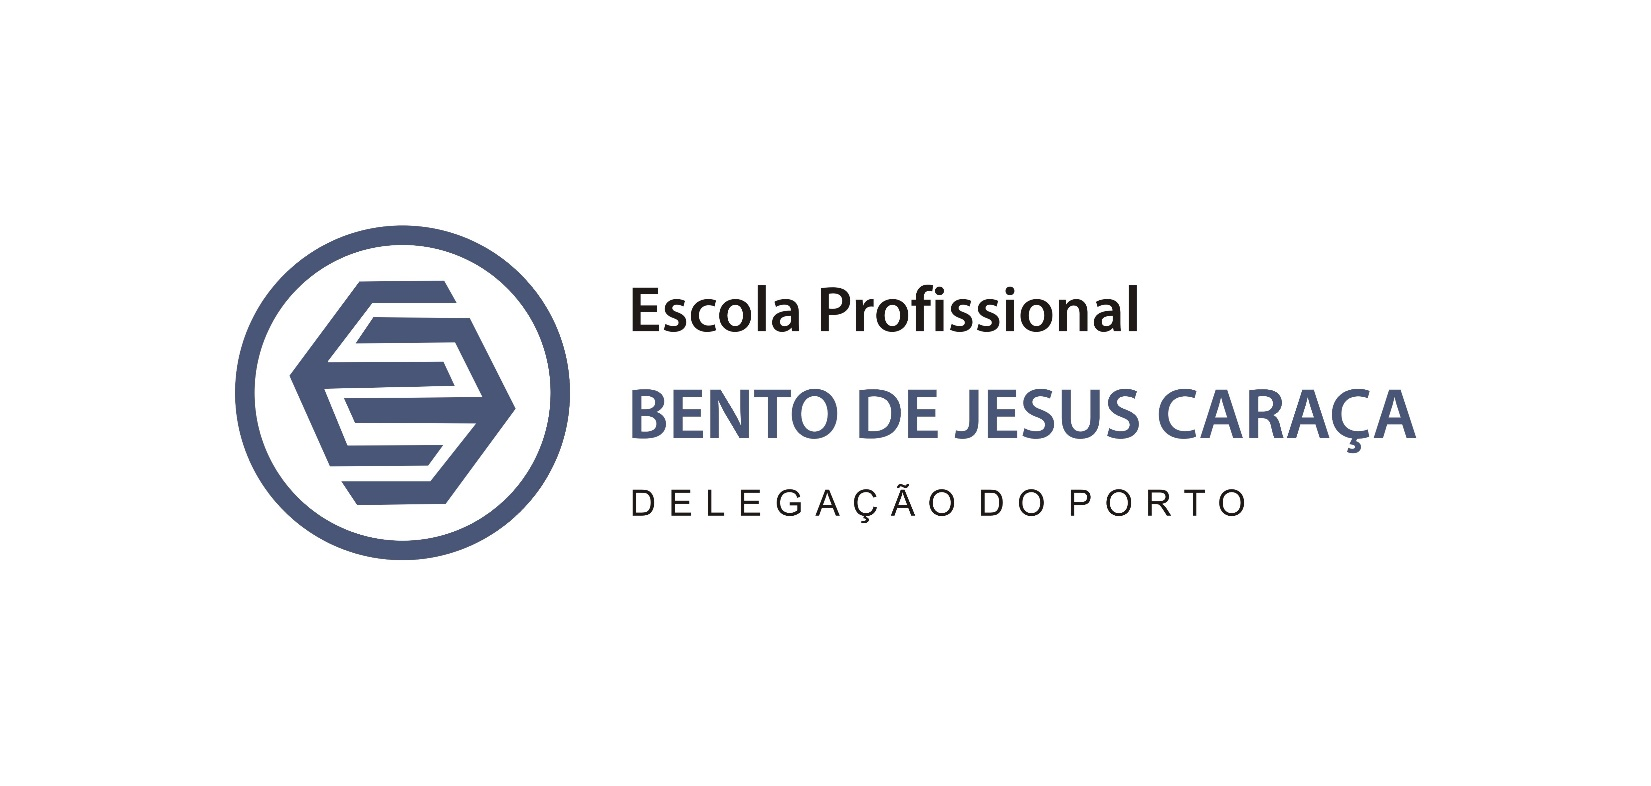 Escola Profissional
BENTO DE JESUS CARAÇA
DELEGAÇÃO DO PORTO